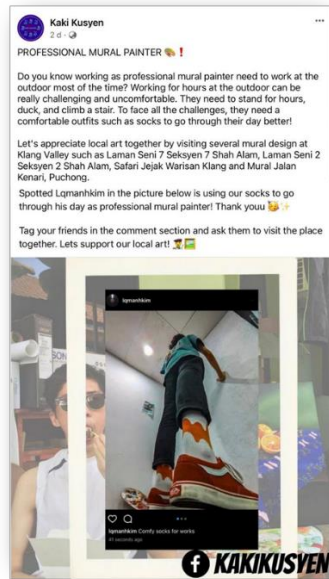 Kaki Kusyen
2 d
PROFESSIONAL MURAL PAINTER 🎨❗
Do you know working as professional mural painter need to work at the
outdoor most of the time? Working for hours at the outdoor can be
really challenging and uncomfortable. They need to stand for hours,
duck, and climb a stair. To face all the challenges, they need a
comfortable outfits such as socks to go through their day better!
Let's appreciate local art together by visiting several mural design at
Klang Valley such as Laman Seni 7 Seksyen 7 Shah Alam, Laman Seni 2
Seksyen 2 Shah Alam, Safari Jejak Warisan Klang and Mural Jalan
Kenari, Puchong.
Spotted Lqmanhkim in the picture below is using our socks to go
through his day as professional mural painter! Thank youu 🥰✨
Tag your friends in the comment section and ask them to visit the place
together. Lets support our local art! 🧑‍🎨🖼️
lqmanhkim
lqmanhkim Comfy socks for works
41 seconds ago
KAKIKUSYEN